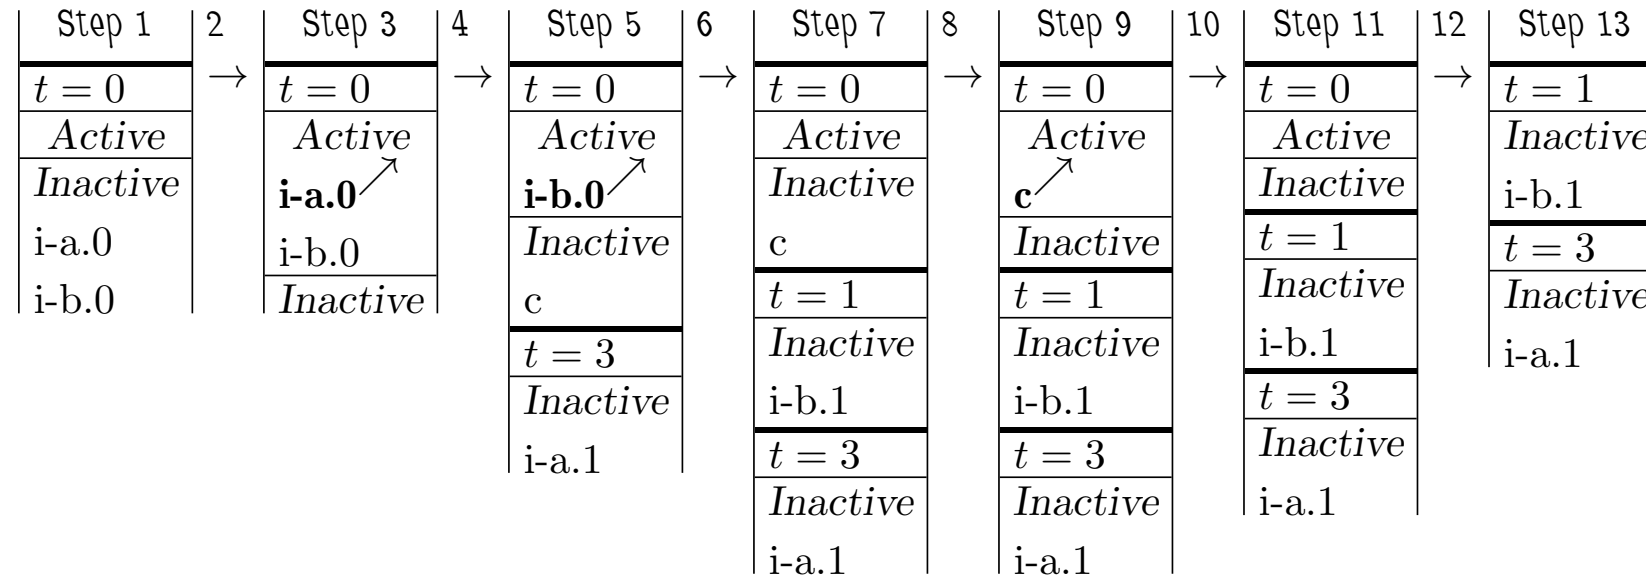 Step 1
t = 0
Active
Inactive
i-a.0
i-b.0
2
→
Step 3
t = 0
Active
i-a.0
i-b.0
Inactive
4
→
Step 5
t = 0
Active
i-b.0
Inactive
c
t = 3
Inactive
i-a.1
6
→
Step 7
t = 0
Active
Inactive
c
t = 1
Inactive
i-b.1
t = 3
Inactive
i-a.1
8
→
Step 9
t = 0
Active
c
Inactive
t = 1
Inactive
i-b.1
t = 3
Inactive
i-a.1
10
→
Step 11
t = 0
Active
Inactive
t = 1
Inactive
i-b.1
t = 3
Inactive
i-a.1
12
→
Step 13
t = 1
Inactive
i-b.1
t = 3
Inactive
i-a.1